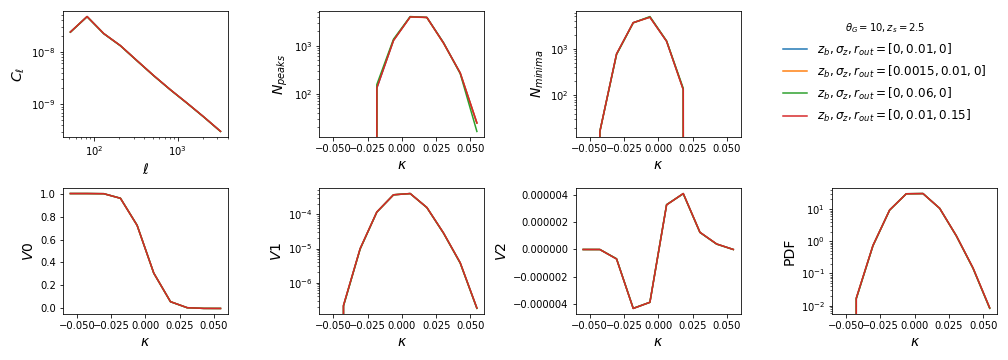 C_ℓ
10^-8
10^-9
10^2
10^3
ℓ
N_peaks
10^3
10^2
−0.050
−0.025
0.000
0.025
0.050
κ
N_minima
10^3
10^2
−0.050
−0.025
0.000
0.025
0.050
κ
θ_G = 10, z_s = 2.5
z_b, σ_z, r_out = [0, 0.01, 0]
z_b, σ_z, r_out = [0.0015, 0.01, 0]
z_b, σ_z, r_out = [0, 0.06, 0]
z_b, σ_z, r_out = [0, 0.01, 0.15]
V0
1.0
0.8
0.6
0.4
0.2
0.0
−0.050
−0.025
0.000
0.025
0.050
κ
V1
10^-4
10^-5
10^-6
−0.050
−0.025
0.000
0.025
0.050
κ
V2
0.000004
0.000002
0.000000
−0.000002
−0.000004
−0.050
−0.025
0.000
0.025
0.050
κ
PDF
10^1
10^0
10^-1
10^-2
−0.050
−0.025
0.000
0.025
0.050
κ